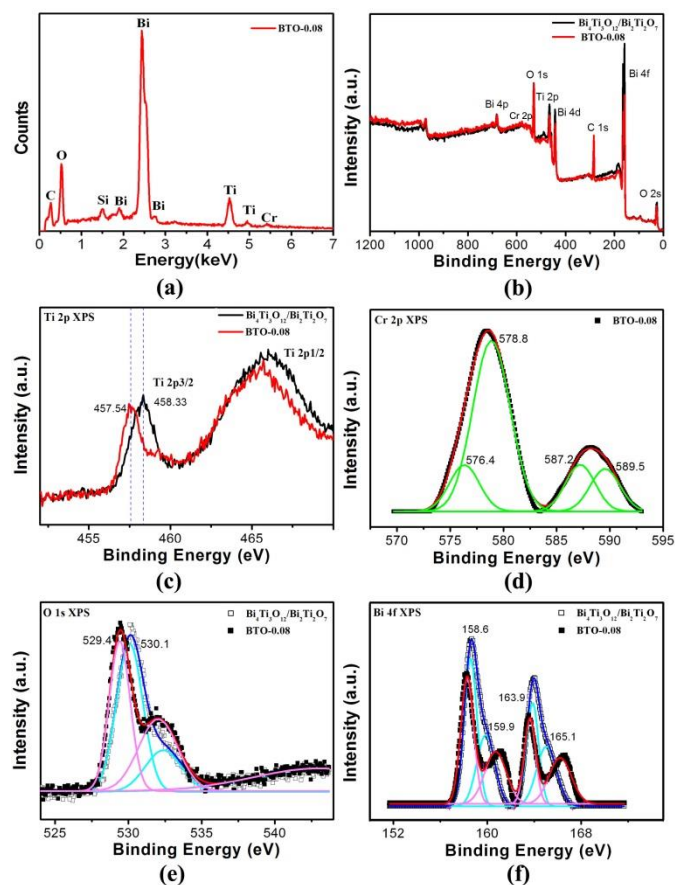 Bi
BTO-0.08
O
C
Si
Bi
Bi
Ti
Ti
Cr
Counts
0 1 2 3 4 5 6 7
Energy(keV)
(a)
Bi₄Ti₃O₁₂/Bi₂Ti₂O₇
BTO-0.08
O 1s
Ti 2p
Bi 4f
Bi 4p
Cr 2p
Bi 4d
C 1s
O 2s
Intensity (a.u.)
1200 1000 800 600 400 200 0
Binding Energy (eV)
(b)
Ti 2p XPS
Bi₄Ti₃O₁₂/Bi₂Ti₂O₇
BTO-0.08
Ti 2p1/2
Ti 2p3/2
457.54
458.33
Intensity (a.u.)
455 460 465
Binding Energy (eV)
(c)
Cr 2p XPS
BTO-0.08
578.8
576.4
587.2
589.5
Intensity (a.u.)
570 575 580 585 590 595
Binding Energy (eV)
(d)
O 1s XPS
Bi₄Ti₃O₁₂/Bi₂Ti₂O₇
BTO-0.08
529.4
530.1
Intensity (a.u.)
525 530 535 540
Binding Energy (eV)
(e)
Bi 4f XPS
Bi₄Ti₃O₁₂/Bi₂Ti₂O₇
BTO-0.08
158.6
163.9
159.9
165.1
Intensity (a.u.)
152 160 168
Binding Energy (eV)
(f)